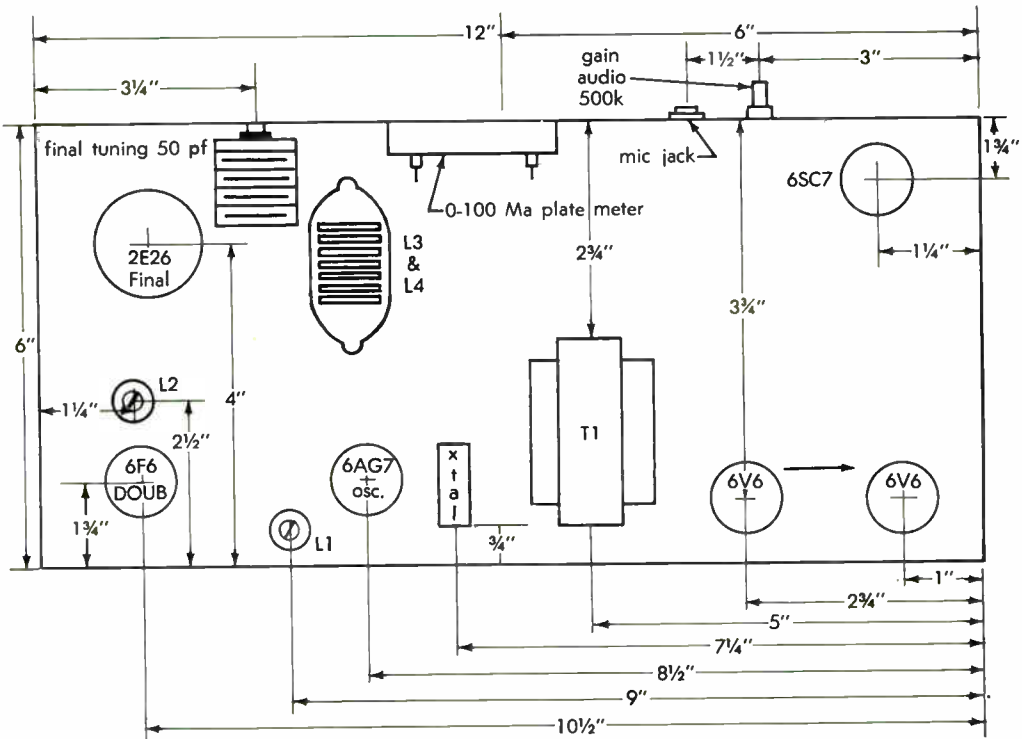 12"
6"
3¼"
1½"
3"
gain
audio
500k
final tuning 50 pf
mic jack
0-100 Ma plate meter
6SC7
1¾"
1¼"
2E26
Final
L3
&
L4
2¾"
3¾"
6"
4"
L2
1¼"
2½"
T1
6F6
DOUB
6AG7
osc.
x
t
a
l
6V6
6V6
1¾"
L1
¾"
1"
2¾"
5"
7¼"
8½"
9"
10½"